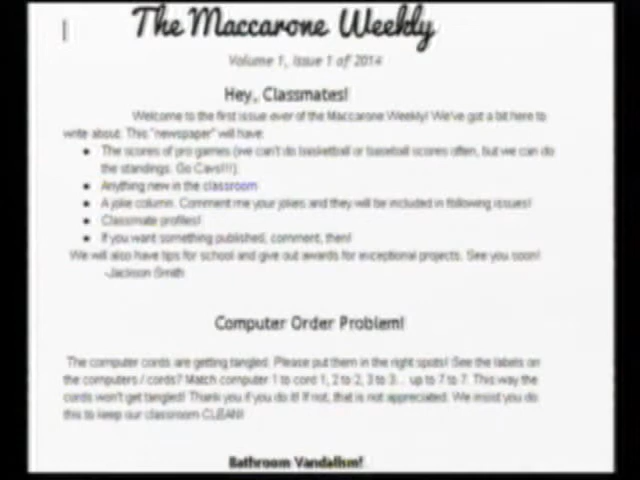 The Maccarone Weekly
Volume 1, Issue 1 of 2014
Hey, Classmates!
Welcome to the first issue ever of the Maccarone Weekly! We've got a bit here to
write about. This "newspaper" will have:
The scores of pro games (we can't do basketball or baseball scores often, but we can do
the standings. Go Cavs!!!).
Anything new in the classroom
A joke column. Comment me your jokes and they will be included in following issues!
Classmate profiles!
If you want something published, comment, then!
We will also have tips for school and give out awards for exceptional projects. See you soon!
-Jackson Smith
Computer Order Problem!
The computer cords are getting tangled. Please put them in the right spots! See the labels on
the computers / cords? Match computer 1 to cord 1, 2 to 2, 3 to 3... up to 7 to 7. This way the
cords won't get tangled! Thank you if you do it! If not, that is not appreciated. We insist you do
this to keep our classroom CLEAN!
Bathroom Vandalism!